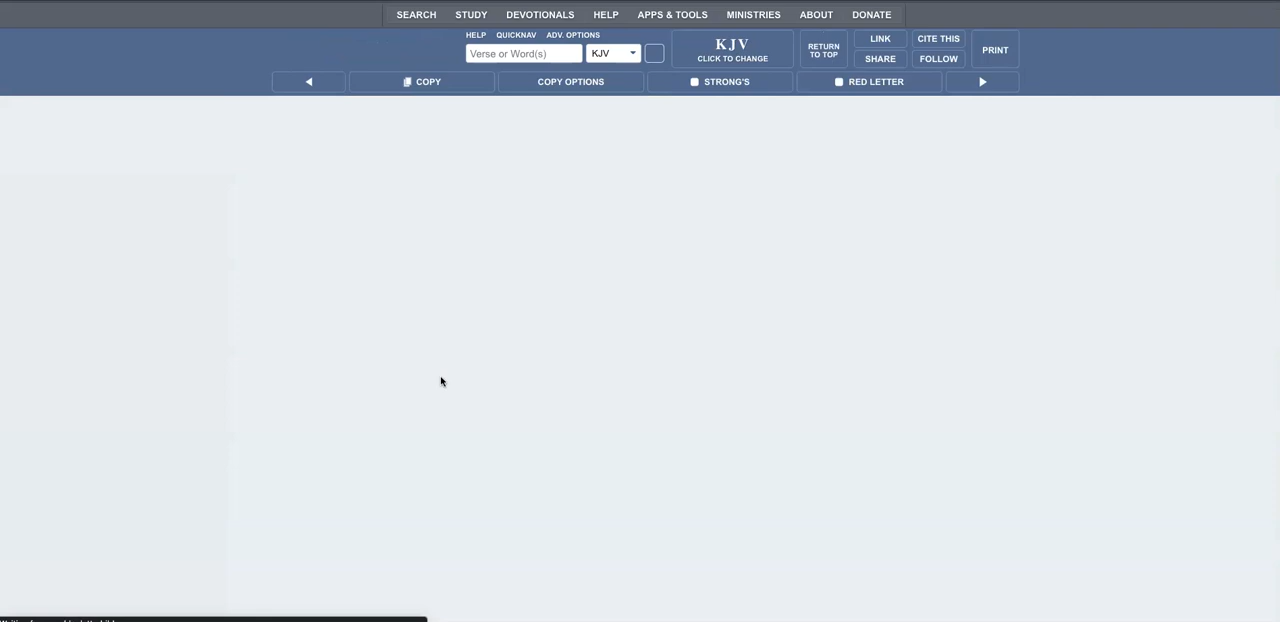 SEARCH STUDY DEVOTIONALS HELP APPS & TOOLS MINISTRIES ABOUT DONATE
HELP QUICKNAV ADV. OPTIONS
Verse or Word(s) KJV
KJV
CLICK TO CHANGE
RETURN
TO TOP
LINK CITE THIS
SHARE FOLLOW
PRINT
COPY COPY OPTIONS STRONG'S RED LETTER